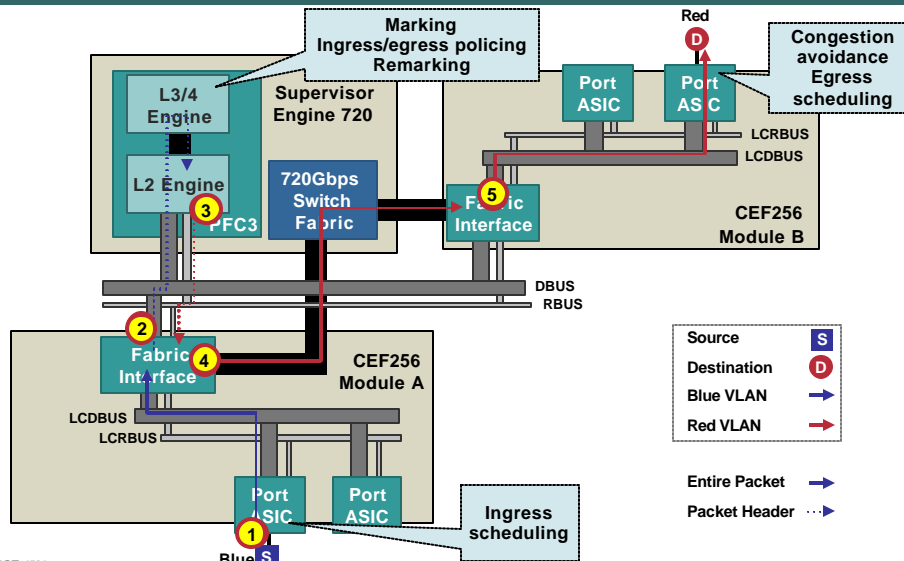 Marking
Ingress/egress policing
Remarking
Red
D
Congestion
avoidance
Egress
scheduling
L3/4
Engine
Supervisor
Engine 720
Port
ASIC
Port
ASIC
LCRBUS
LCDBUS
L2 Engine
3
PFC3
720Gbps
Switch
Fabric
5
Fabric
Interface
CEF256
Module B
DBUS
RBUS
2
Fabric
Interface
4
CEF256
Module A
LCDBUS
LCRBUS
Port
ASIC
Port
ASIC
1
Blue
S
Ingress
scheduling
Source S
Destination D
Blue VLAN
Red VLAN
Entire Packet
Packet Header